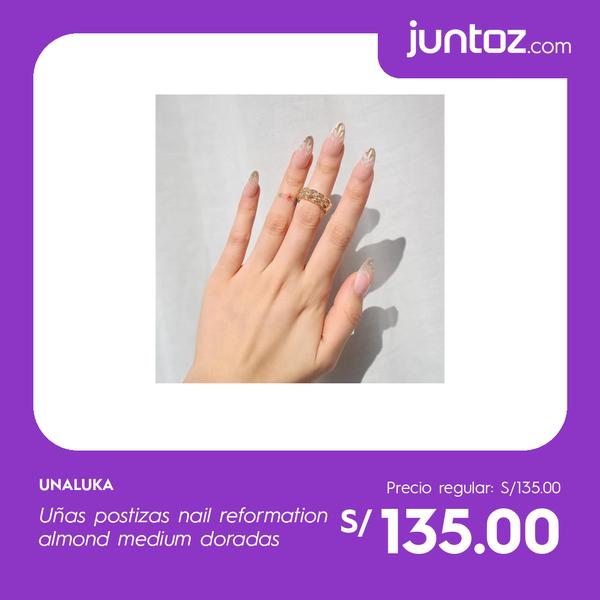 juntoz.com
UNALUKA
Uñas postizas nail reformation
almond medium doradas
Precio regular: S/135.00
S/ 135.00